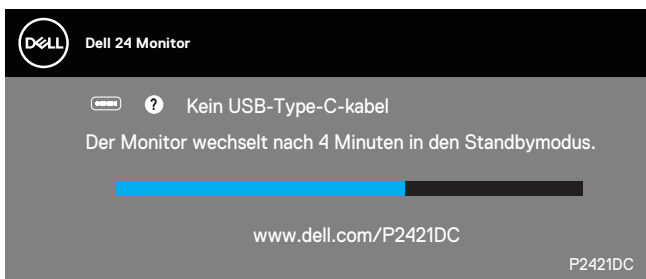 DELL
Dell 24 Monitor
? Kein USB-Type-C-kabel
Der Monitor wechselt nach 4 Minuten in den Standbymodus.
www.dell.com/P2421DC
P2421DC